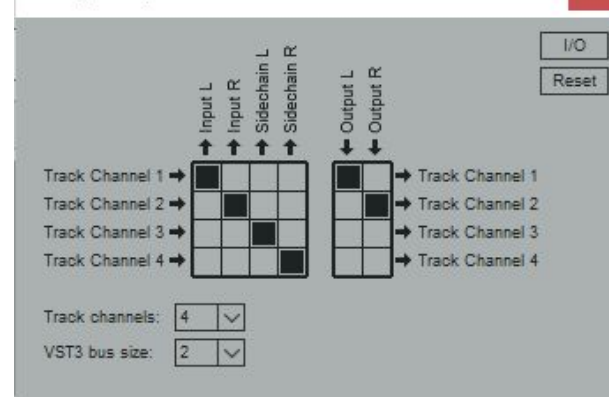 I/O
Reset
Input L
Input R
Sidechain L
Sidechain R
Output L
Output R
Track Channel 1
Track Channel 2
Track Channel 3
Track Channel 4
Track Channel 1
Track Channel 2
Track Channel 3
Track Channel 4
Track channels: 4
VST3 bus size: 2